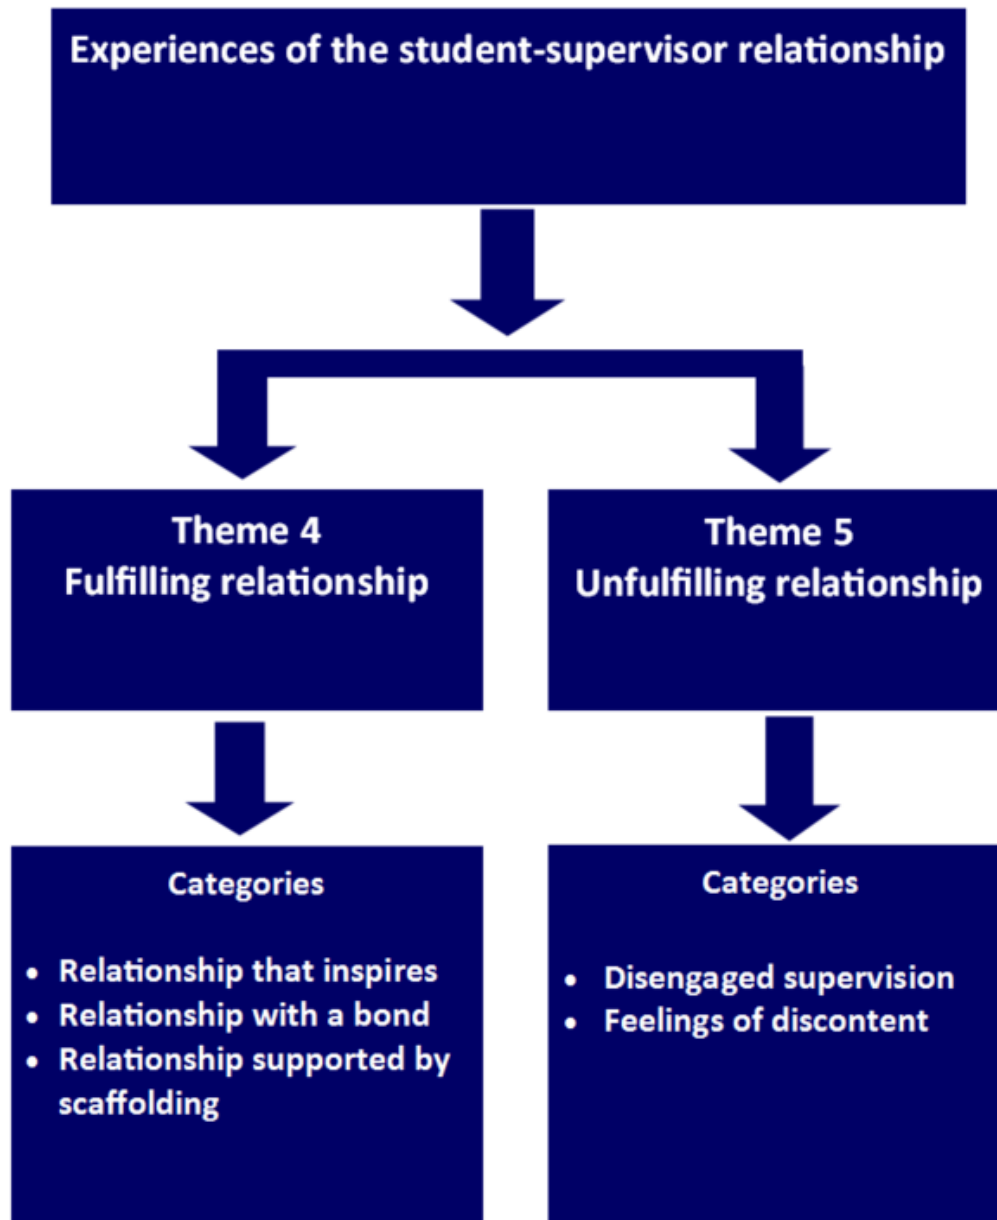 Experiences of the student-supervisor relationship
Theme 4
Fulfilling relationship
Theme 5
Unfulfilling relationship
Categories
• Relationship that inspires
• Relationship with a bond
• Relationship supported by
scaffolding
Categories
• Disengaged supervision
• Feelings of discontent